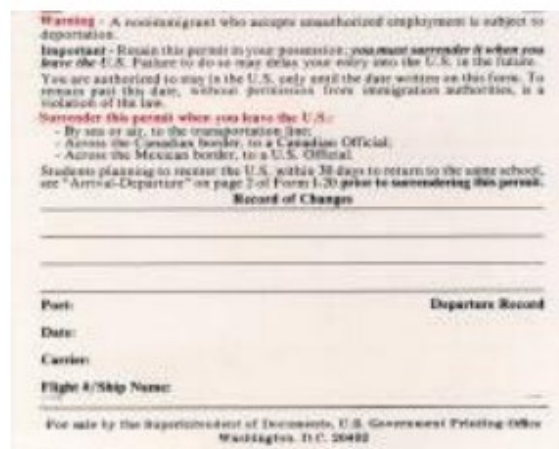 Warning - A nonimmigrant who accepts unauthorized employment is subject to
deportation.
Important - Retain this permit in your possession; you must surrender it when you
leave the U.S. Failure to do so may delay your entry into the U.S. in the future.
You are authorized to stay in the U.S. only until the date written on this form. To
remain past this date, without permission from immigration authorities, is a
violation of the law.
Surrender this permit when you leave the U.S.:
- By sea or air, to the transportation line;
- Across the Canadian border, to a Canadian Official;
- Across the Mexican border, to a U.S. Official.
Students planning to reenter the U.S. within 30 days to return to the same school,
see "Arrival-Departure" on page 2 of Form I-20 prior to surrendering this permit.
Record of Changes
Port:
Departure Record
Date:
Carrier:
Flight #/Ship Name:
For sale by the Superintendent of Documents, U.S. Government Printing Office
Washington, D.C. 20402